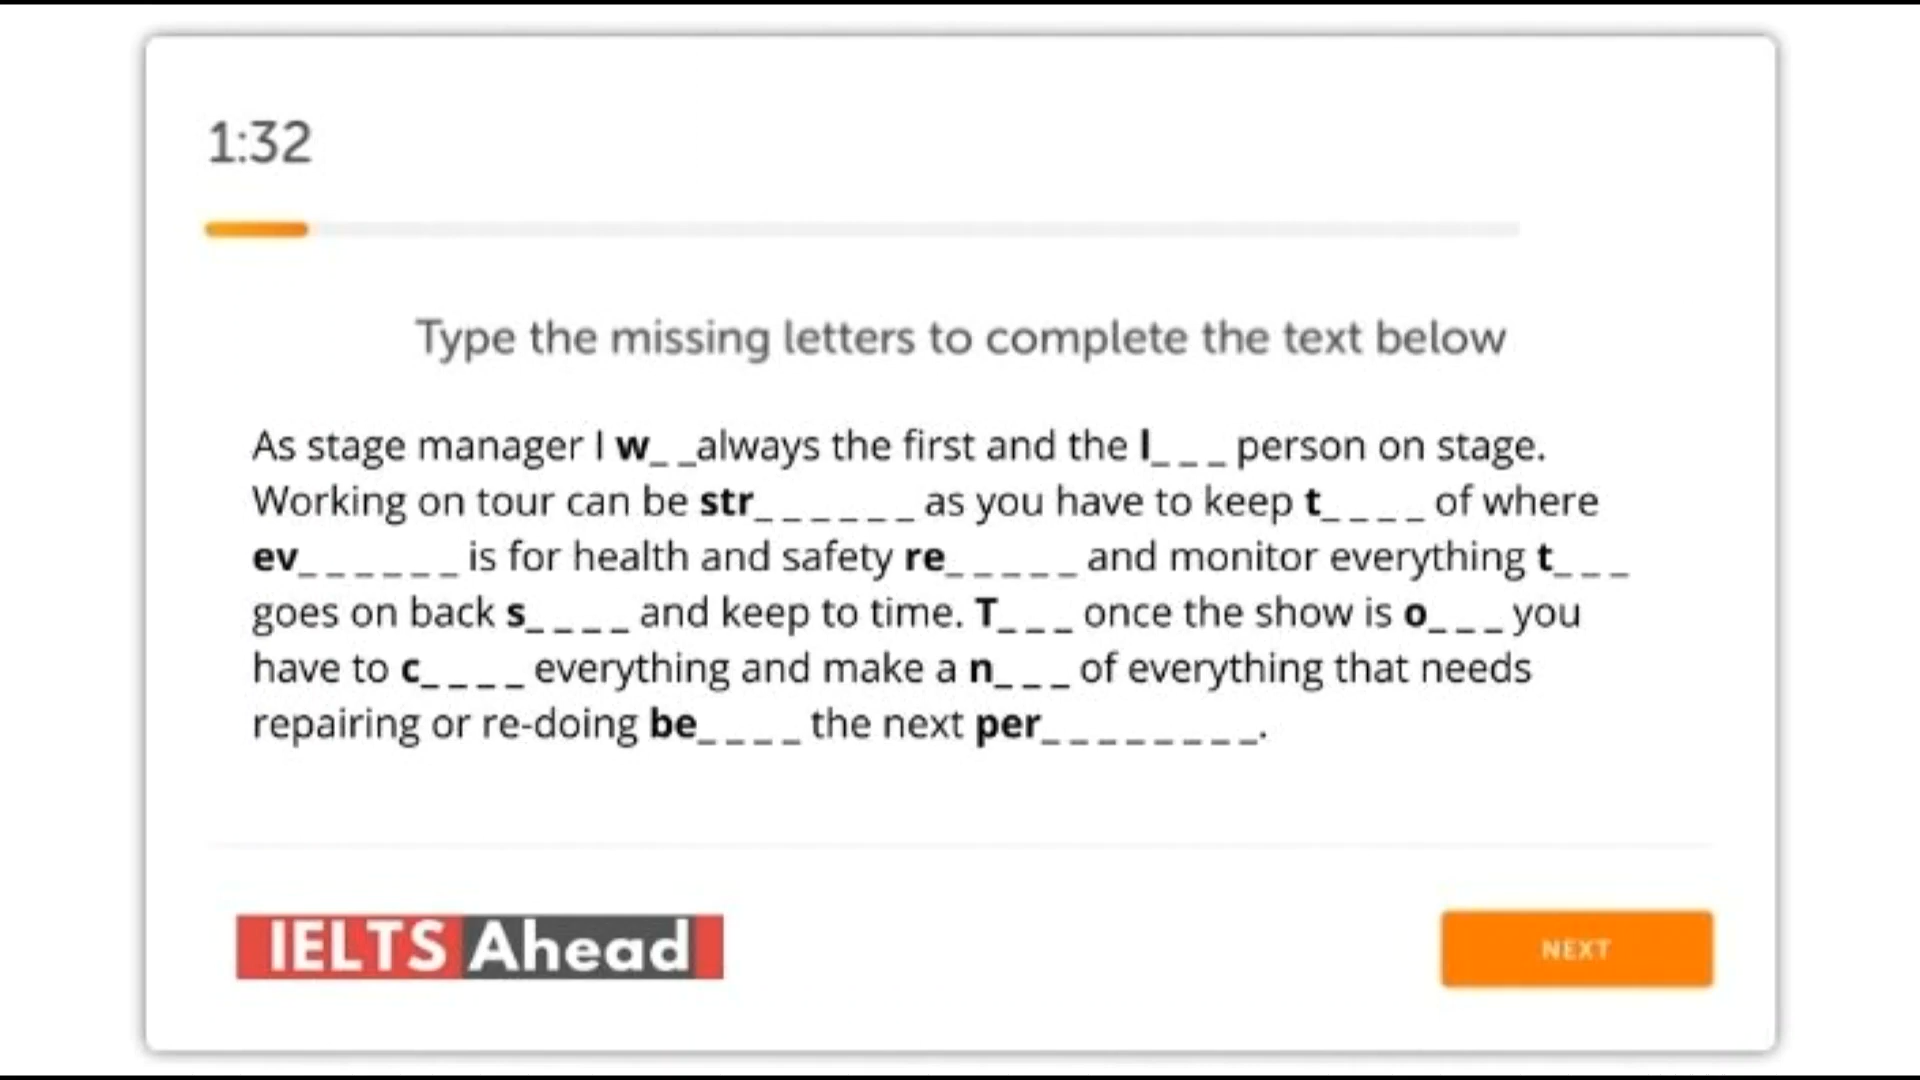 1:32
Type the missing letters to complete the text below
As stage manager I w_ _always the first and the l_ _ _ person on stage.
Working on tour can be str_ _ _ _ _ _ as you have to keep t_ _ _ _ of where
ev_ _ _ _ _ _ is for health and safety re_ _ _ _ _ and monitor everything t_ _ _
goes on back s_ _ _ _ and keep to time. T_ _ _ once the show is o_ _ _ you
have to c_ _ _ _ everything and make a n_ _ _ of everything that needs
repairing or re-doing be_ _ _ _ the next per_ _ _ _ _ _ _ _.
IELTS Ahead
NEXT